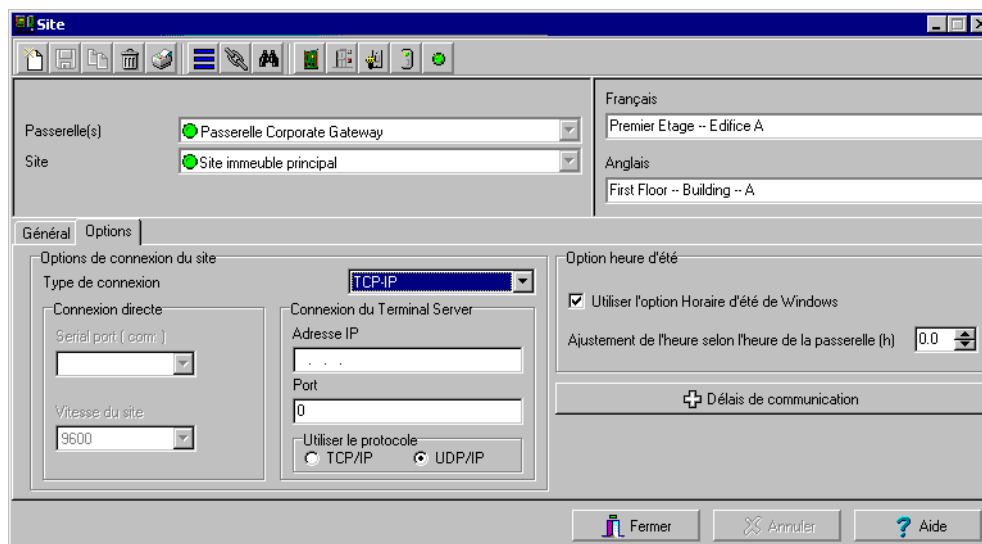 Site
Passerelle(s)
Passerelle Corporate Gateway
Site
Site immeuble principal
Français
Premier Etage -- Edifice A
Anglais
First Floor -- Building -- A
Général
Options
Options de connexion du site
Type de connexion
TCP-IP
Connexion directe
Serial port ( com: )
Vitesse du site
9600
Connexion du Terminal Server
Adresse IP
. . .
Port
0
Utiliser le protocole
TCP/IP
UDP/IP
Option heure d'été
Utiliser l'option Horaire d'été de Windows
Ajustement de l'heure selon l'heure de la passerelle (h)
0.0
Délais de communication
Fermer
Annuler
Aide